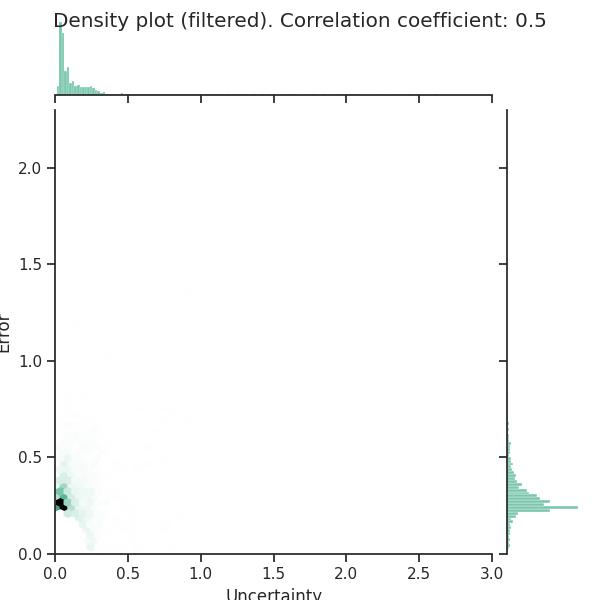 Density plot (filtered). Correlation coefficient: 0.5
2.0
1.5
1.0
0.5
0.0
Error
0.0 0.5 1.0 1.5 2.0 2.5 3.0
Uncertainty